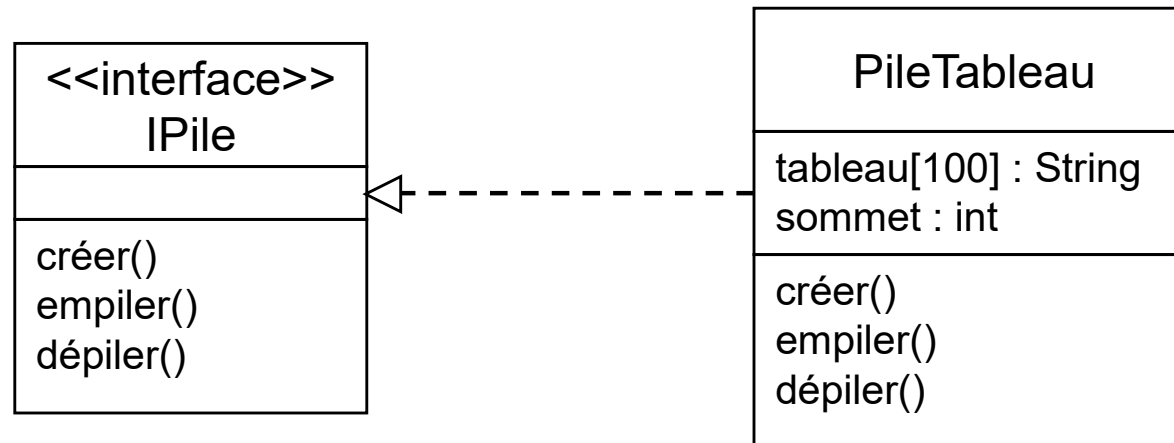 <<interface>>
IPile
créer()
empiler()
dépiler()
PileTableau
tableau[100] : String
sommet : int
créer()
empiler()
dépiler()